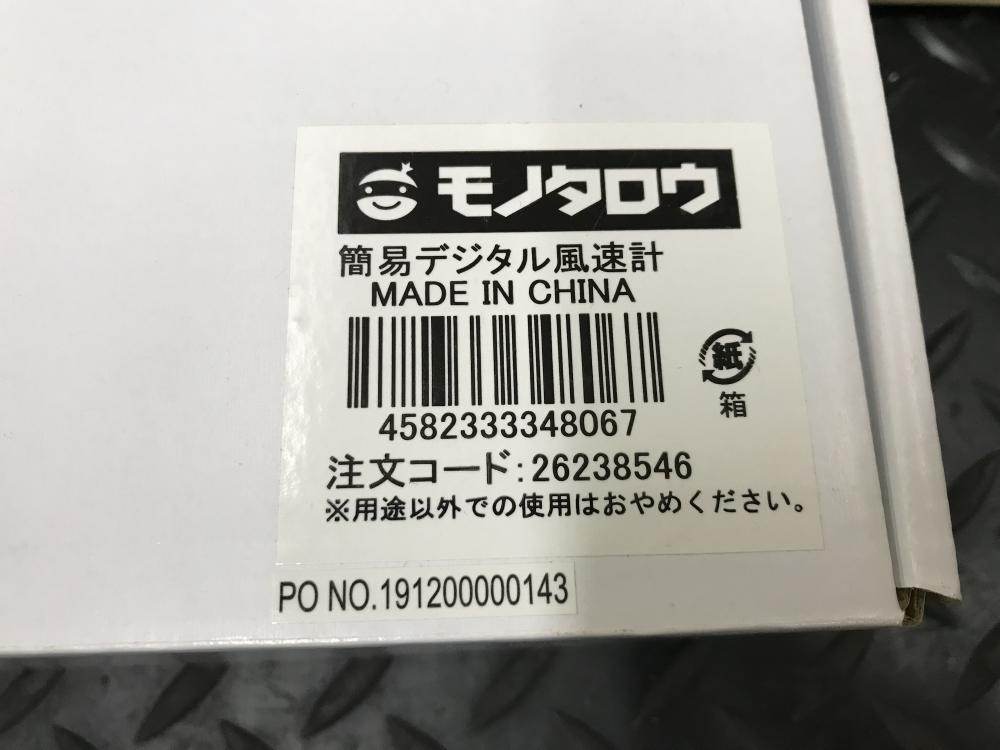 モノタロウ
簡易デジタル風速計
MADE IN CHINA
4582333348067
紙
箱
注文コード:26238546
※用途以外での使用はおやめください。
PO NO.191200000143